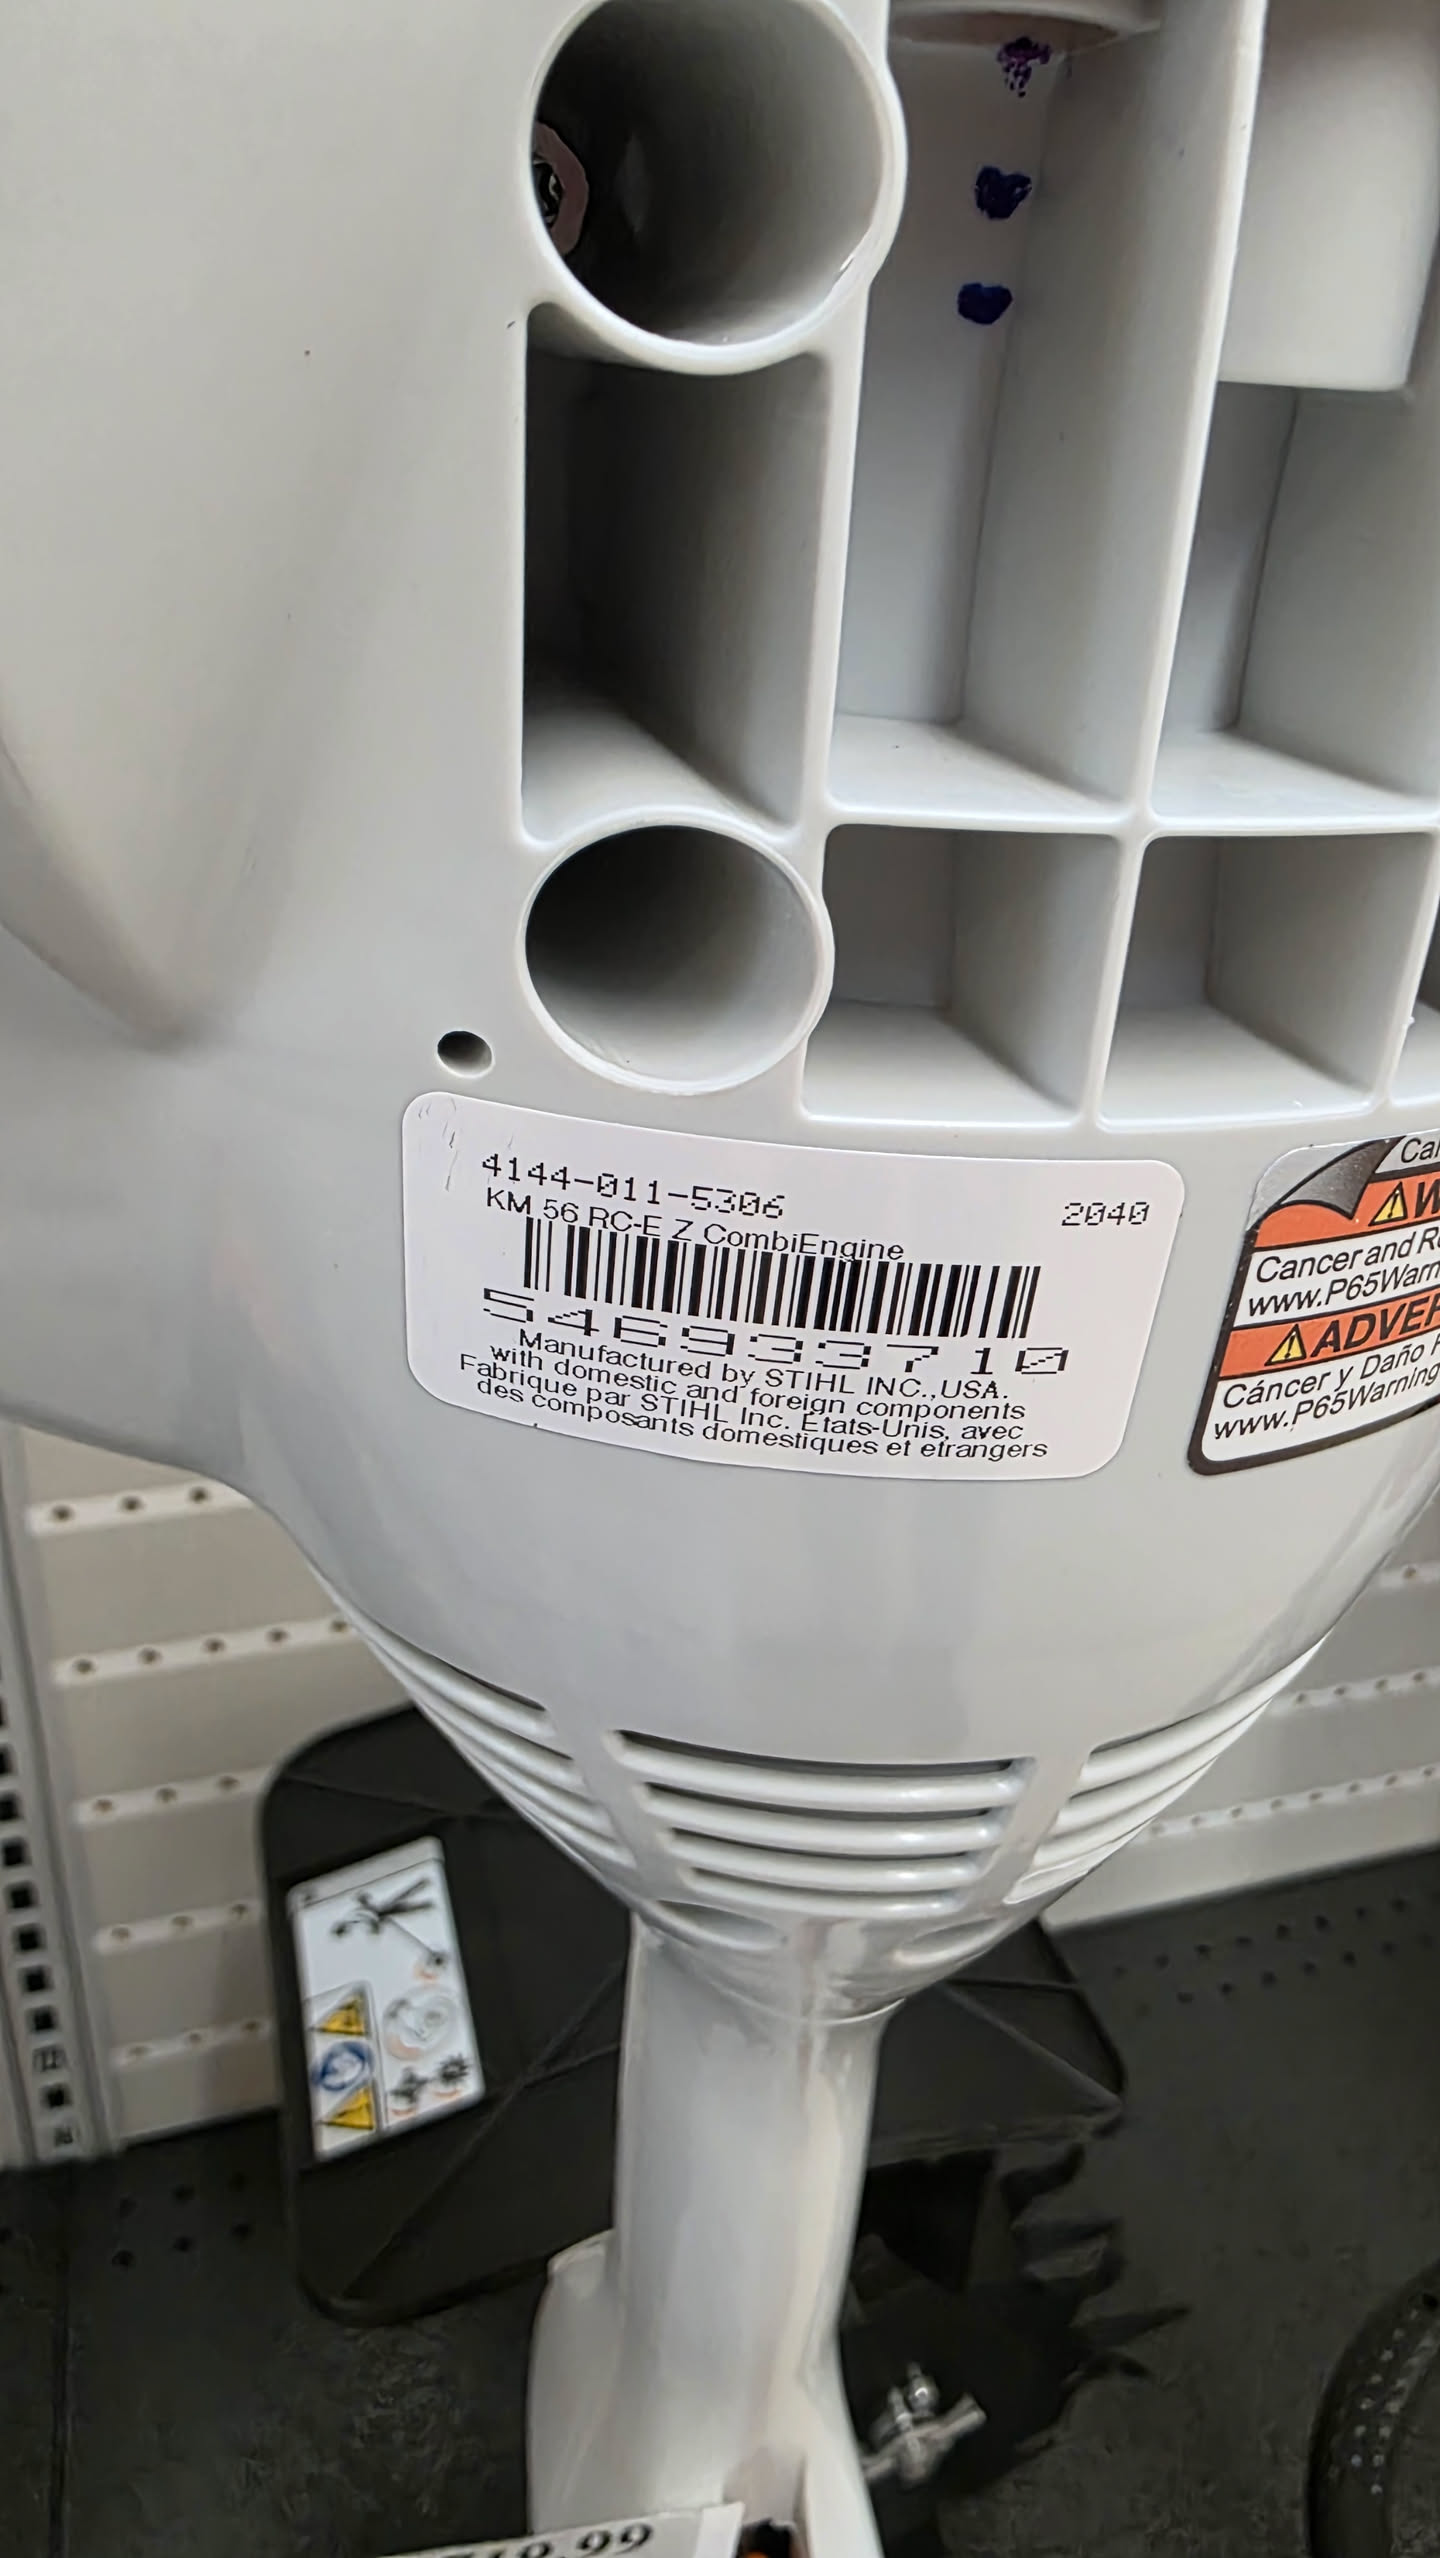 4144-011-5306
2040
KM 56 RC-E Z CombiEngine
546933710
Manufactured by STIHL INC.,USA.
with domestic and foreign components
Fabrique par STIHL Inc. États-Unis, avec
des composants domestiques et etrangers
Cal
W
Cancer and R
www.P65Warn
ADVER
Cáncer y Daño
www.P65Warning
.99